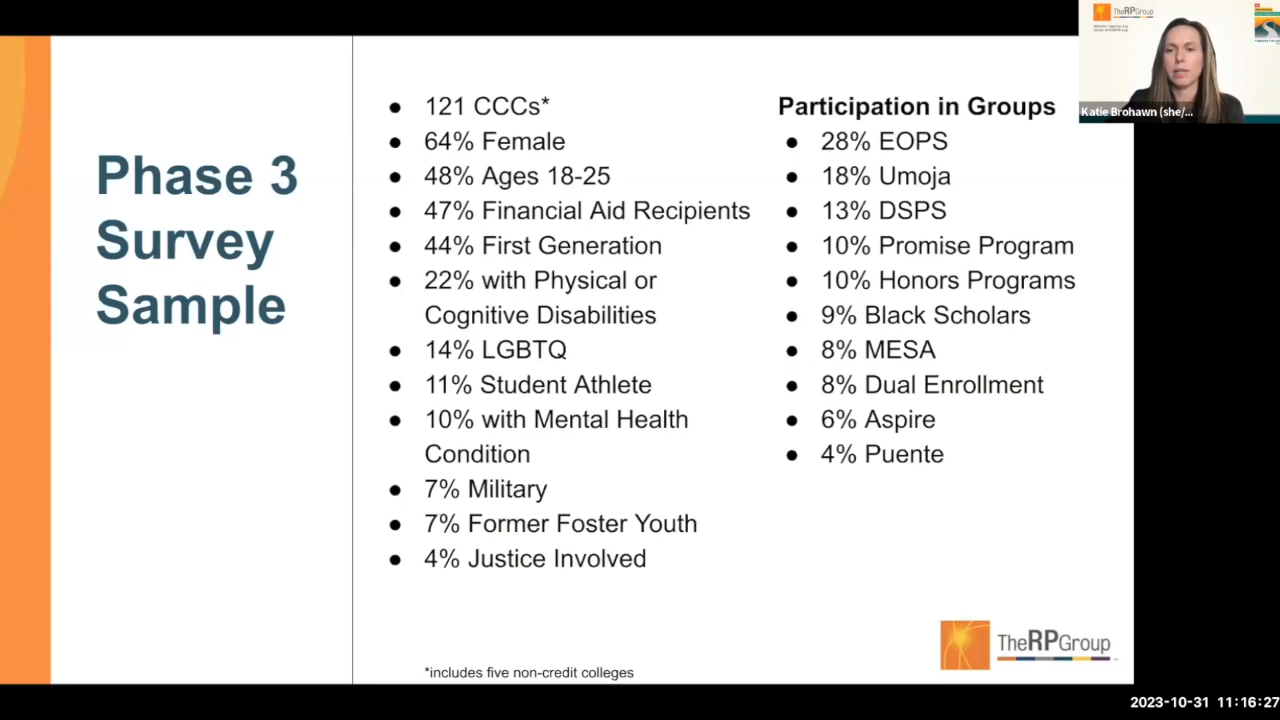 Phase 3
Survey
Sample
● 121 CCCs*
● 64% Female
● 48% Ages 18-25
● 47% Financial Aid Recipients
● 44% First Generation
● 22% with Physical or
Cognitive Disabilities
● 14% LGBTQ
● 11% Student Athlete
● 10% with Mental Health
Condition
● 7% Military
● 7% Former Foster Youth
● 4% Justice Involved
*includes five non-credit colleges
Participation in Groups
● 28% EOPS
● 18% Umoja
● 13% DSPS
● 10% Promise Program
● 10% Honors Programs
● 9% Black Scholars
● 8% MESA
● 8% Dual Enrollment
● 6% Aspire
● 4% Puente
TheRPGroup
TheRPGroup
Katie Brohawn (she/...
2023-10-31 11:16:27